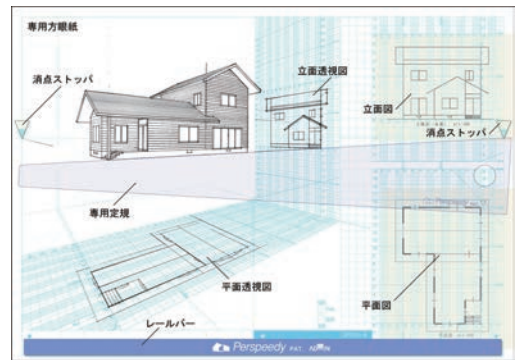 専用方眼紙
消点ストッパ
立面透視図
立面図
消点ストッパ
専用定規
平面透視図
平面図
レールバー
Perspeedy PAT.